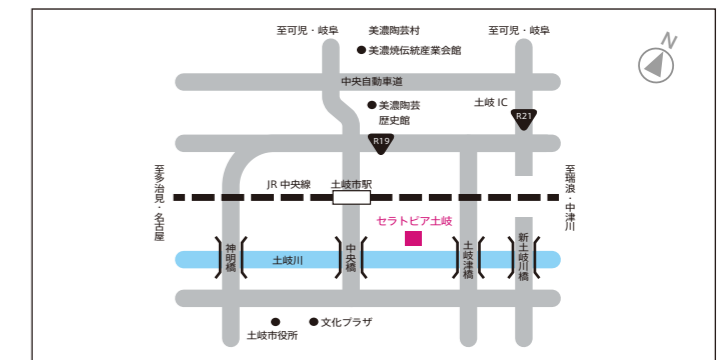 至可児・岐阜
美濃陶芸村
至可児・岐阜
N
美濃焼伝統産業会館
中央自動車道
美濃陶芸
歴史館
土岐 IC
R21
R19
至多治見・名古屋
JR 中央線
土岐市駅
至瑞浪・中津川
セラトピア土岐
神明橋
土岐川
中央橋
土岐津橋
新土岐川橋
文化プラザ
土岐市役所